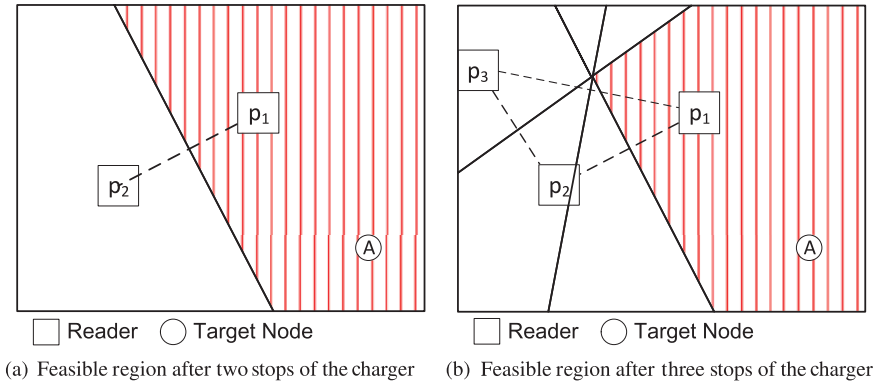 p1
p2
A
Reader Target Node
(a) Feasible region after two stops of the charger
p3
p1
p2
A
Reader Target Node
(b) Feasible region after three stops of the charger